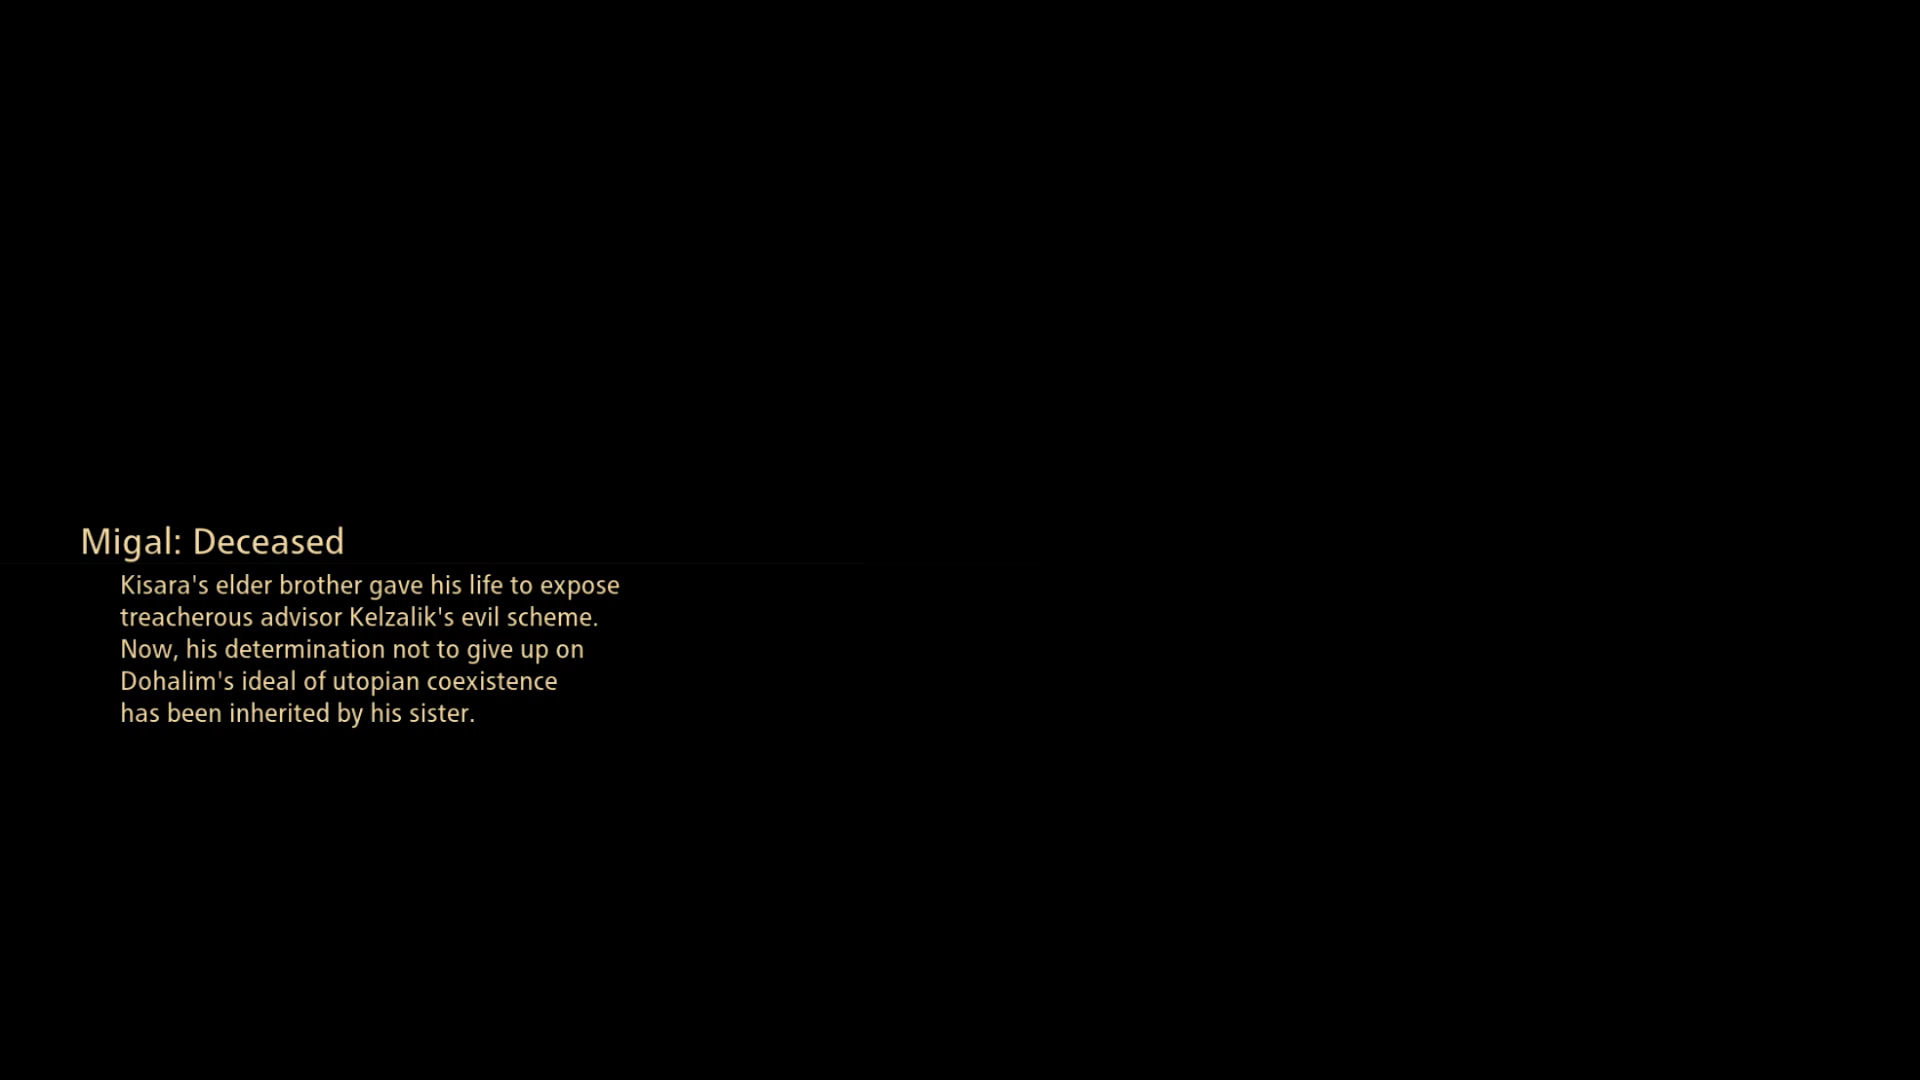 Migal: Deceased
Kisara's elder brother gave his life to expose
treacherous advisor Kelzalik's evil scheme.
Now, his determination not to give up on
Dohalim's ideal of utopian coexistence
has been inherited by his sister.